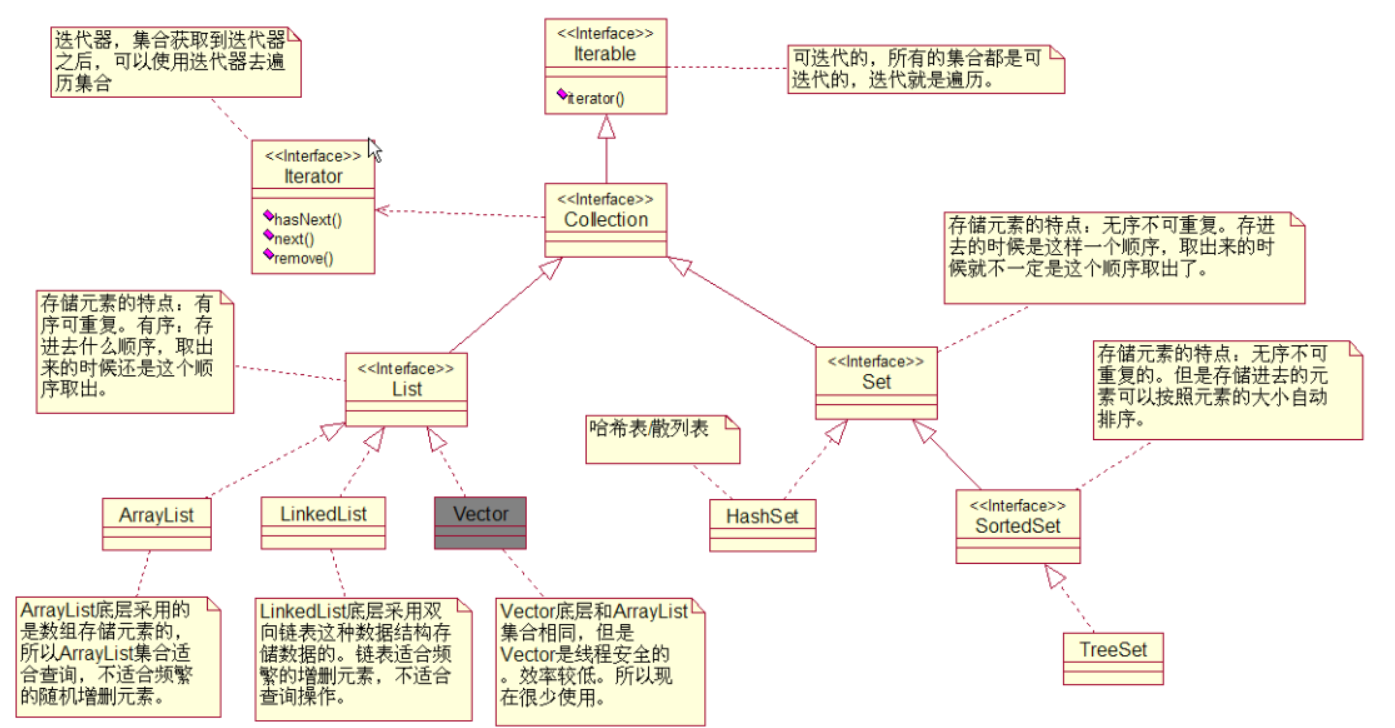 迭代器，集合获取到迭代器
之后，可以使用迭代器去遍
历集合
<<Interface>>
Iterable
iterator()
可迭代的，所有的集合都是可
迭代的，迭代就是遍历。
<<Interface>>
Iterator
hasNext()
next()
remove()
<<Interface>>
Collection
存储元素的特点：无序不可重复。存进
去的时候是这样一个顺序，取出来的时
候就不一定是这个顺序取出了。
存储元素的特点：有
序可重复。有序：存
进去什么顺序，取出
来的时候还是这个顺
序取出。
<<Interface>>
List
<<Interface>>
Set
存储元素的特点：无序不可
重复的。但是存储进去的元
素可以按照元素的大小自动
排序。
哈希表/散列表
ArrayList
LinkedList
Vector
HashSet
<<Interface>>
SortedSet
ArrayList底层采用的
是数组存储元素的，
所以ArrayList集合适
合查询，不适合频繁
的随机增删元素。
LinkedList底层采用双
向链表这种数据结构存
储数据的。链表适合频
繁的增删元素，不适合
查询操作。
Vector底层和ArrayList
集合相同，但是
Vector是线程安全的
。效率较低。所以现
在很少使用。
TreeSet